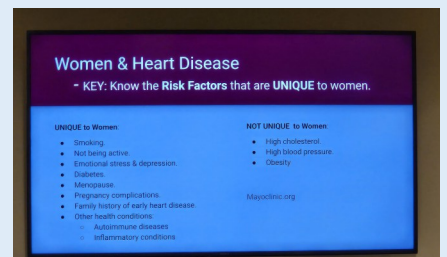 Women & Heart Disease
- KEY: Know the Risk Factors that are UNIQUE to women.
UNIQUE to Women:
● Smoking.
● Not being active.
● Emotional stress & depression.
● Diabetes.
● Menopause.
● Pregnancy complications.
● Family history of early heart disease.
● Other health conditions:
○ Autoimmune diseases
○ Inflammatory conditions
NOT UNIQUE to Women:
● High cholesterol.
● High blood pressure.
● Obesity
Mayoclinic.org